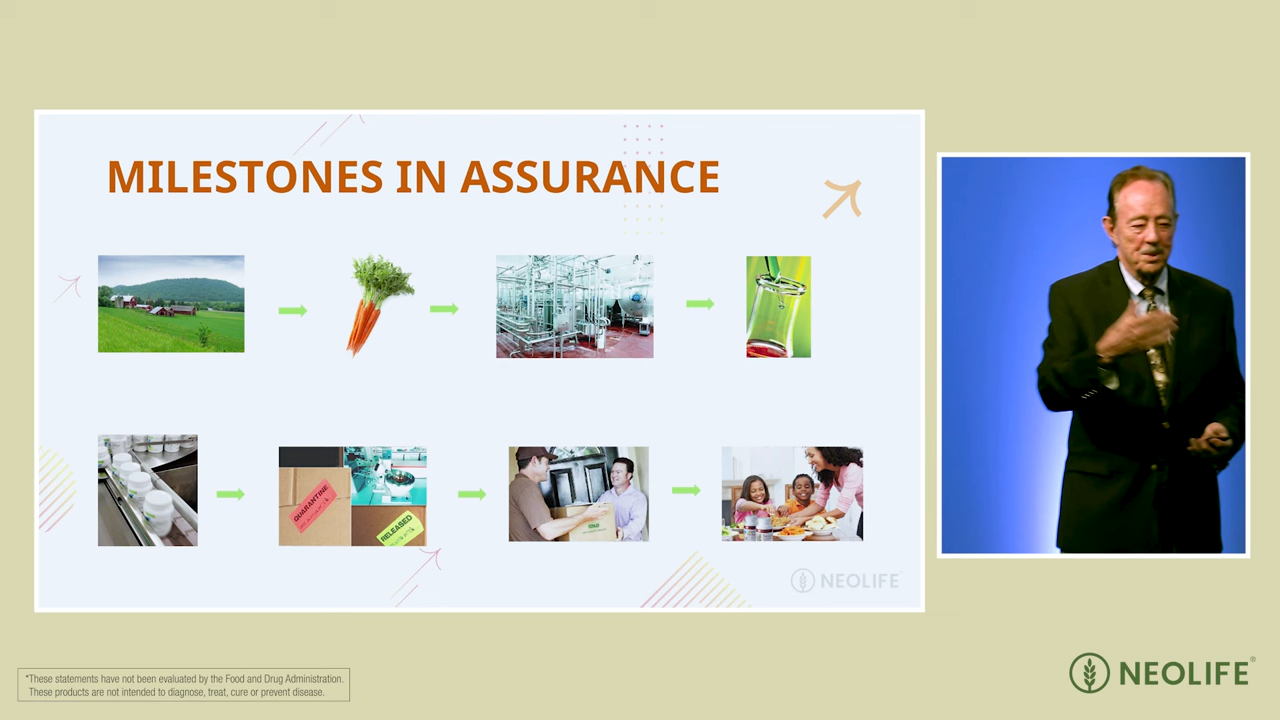 MILESTONES IN ASSURANCE
QUARANTINE
RELEASED
NEOLIFE
*These statements have not been evaluated by the Food and Drug Administration.
These products are not intended to diagnose, treat, cure or prevent disease.
NEOLIFE®